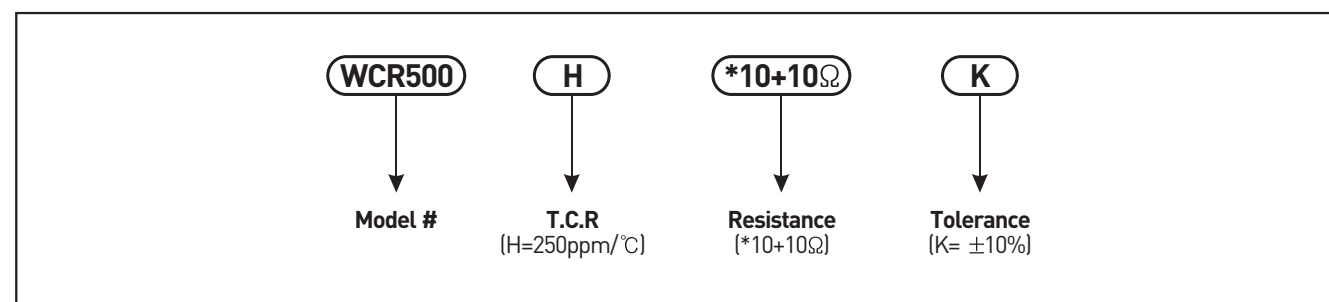 WCR500 H *10+10Ω K
Model # T.C.R Resistance Tolerance
(H=250ppm/℃) (*10+10Ω) (K= ±10%)